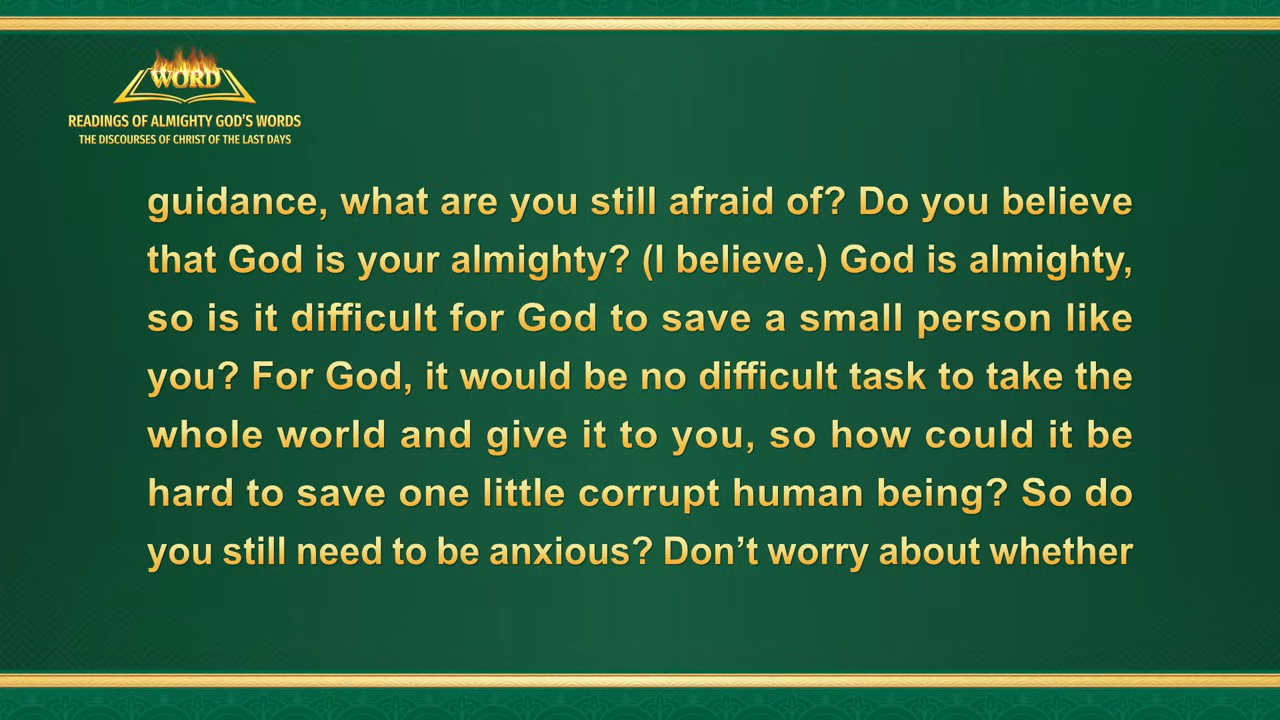 WORD
READINGS OF ALMIGHTY GOD'S WORDS
THE DISCOURSES OF CHRIST OF THE LAST DAYS
guidance, what are you still afraid of? Do you believe
that God is your almighty? (I believe.) God is almighty,
so is it difficult for God to save a small person like
you? For God, it would be no difficult task to take the
whole world and give it to you, so how could it be
hard to save one little corrupt human being? So do
you still need to be anxious? Don’t worry about whether